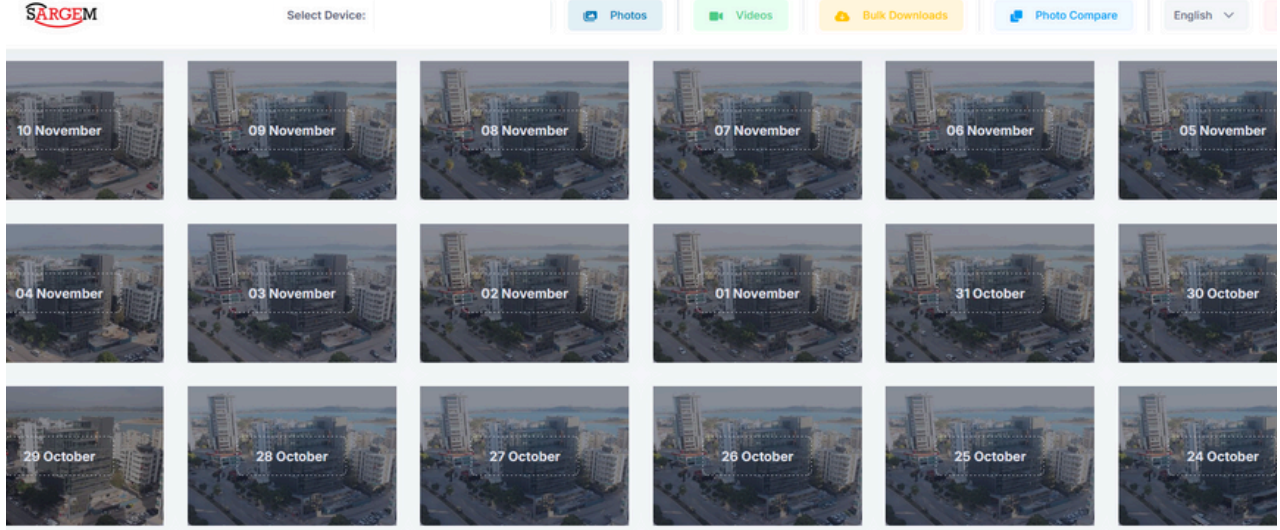 SARGEM
Select Device:
Photos
Videos
Bulk Downloads
Photo Compare
English
10 November
09 November
08 November
07 November
06 November
05 November
04 November
03 November
02 November
01 November
31 October
30 October
29 October
28 October
27 October
26 October
25 October
24 October